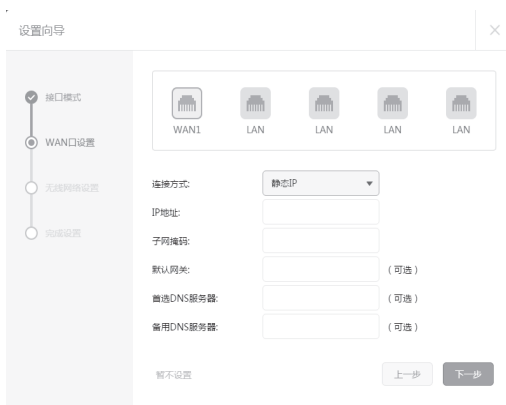 设置向导
接口模式
WAN口设置
无线网络设置
完成设置
WAN1 LAN LAN LAN LAN
连接方式: 静态IP
IP地址:
子网掩码:
默认网关: (可选)
首选DNS服务器: (可选)
备用DNS服务器: (可选)
暂不设置 上一步 下一步